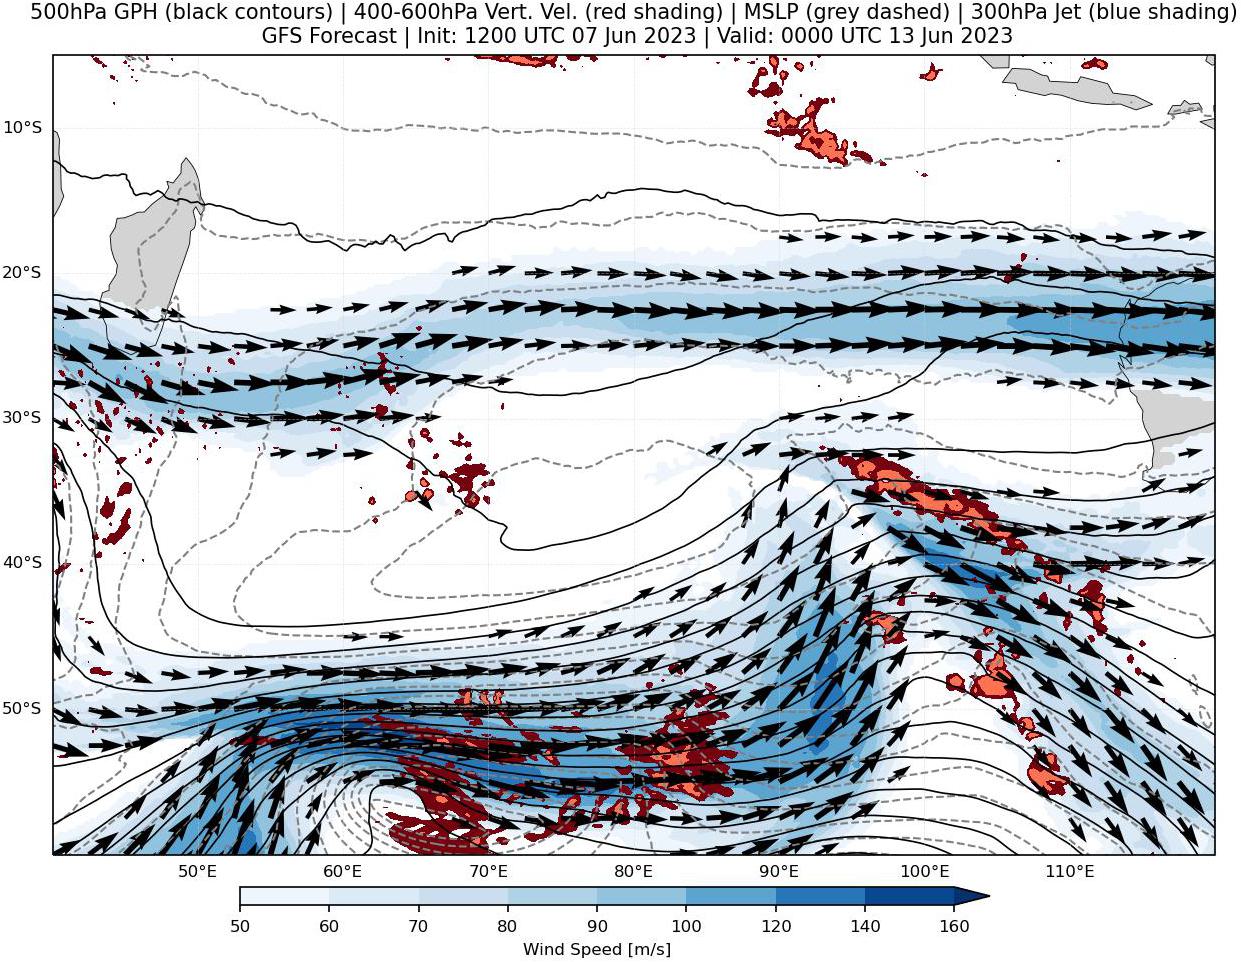 500hPa GPH (black contours) | 400-600hPa Vert. Vel. (red shading) | MSLP (grey dashed) | 300hPa Jet (blue shading)
GFS Forecast | Init: 1200 UTC 07 Jun 2023 | Valid: 0000 UTC 13 Jun 2023
10°S
20°S
30°S
40°S
50°S
50°E 60°E 70°E 80°E 90°E 100°E 110°E
50 60 70 80 90 100 120 140 160
Wind Speed [m/s]